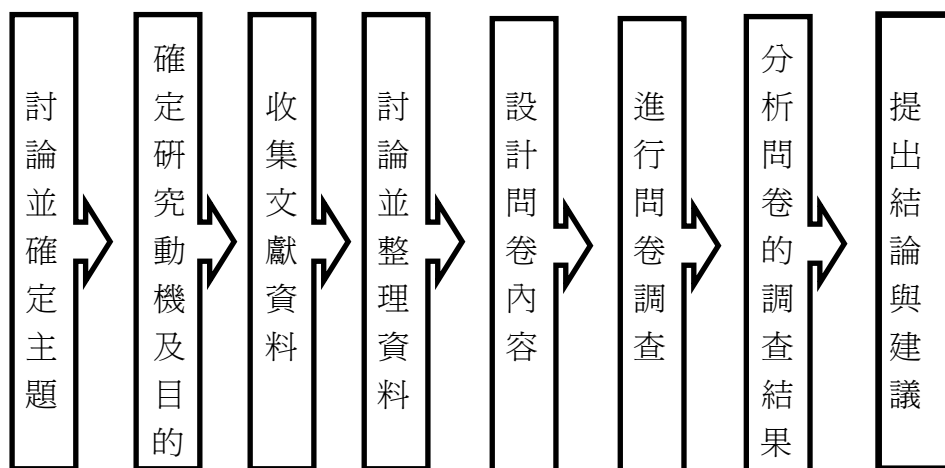 討論並確定主題
確定研究動機及目的
收集文獻資料
討論並整理資料
設計問卷內容
進行問卷調查
分析問卷的調查結果
提出結論與建議